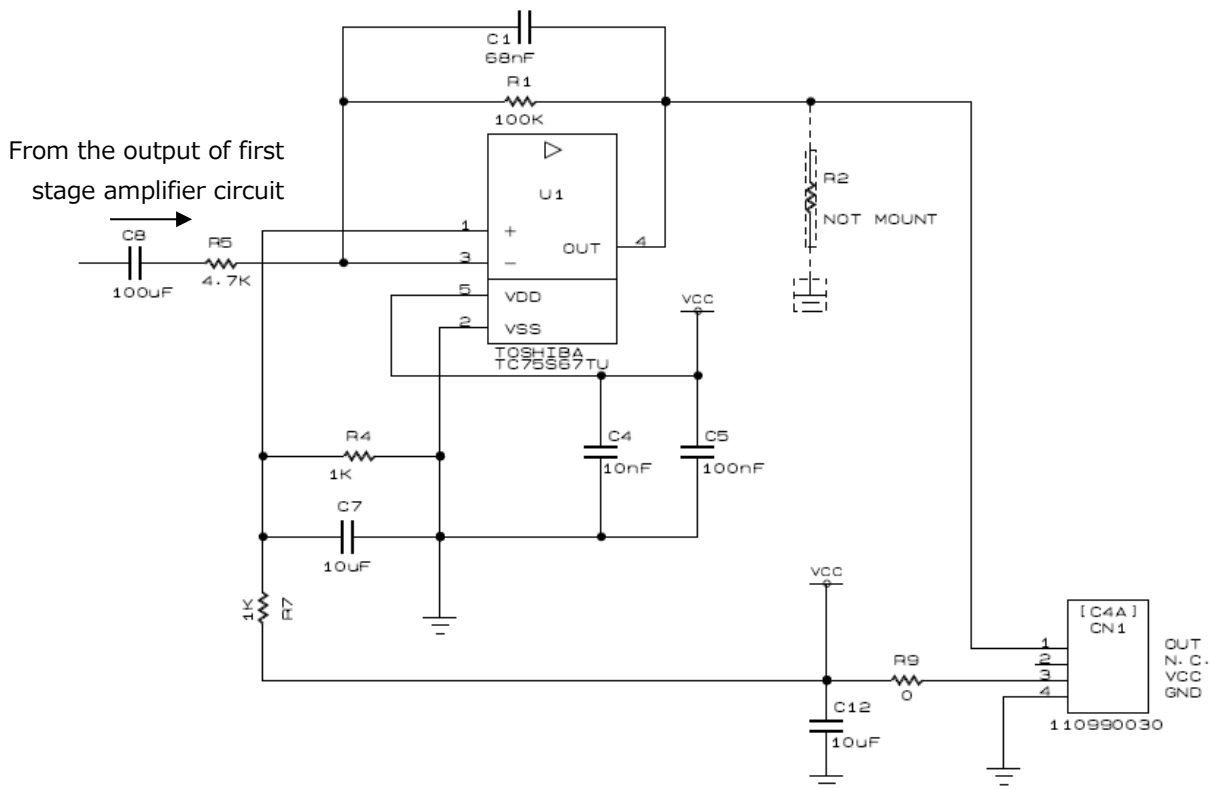 C1
68nF
R1
100K
From the output of first
stage amplifier circuit
U1
R2
NOT MOUNT
C8
100uF
R5
4.7K
1
+
OUT
4
3
−
5
VDD
VCC
2
VSS
TOSHIBA
TC75S67TU
R4
1K
C4
10nF
C5
100nF
C7
10uF
1K
R7
VCC
[C4A]
CN1
R9
0
1
OUT
2
N.C.
3
VCC
4
GND
C12
10uF
110990030